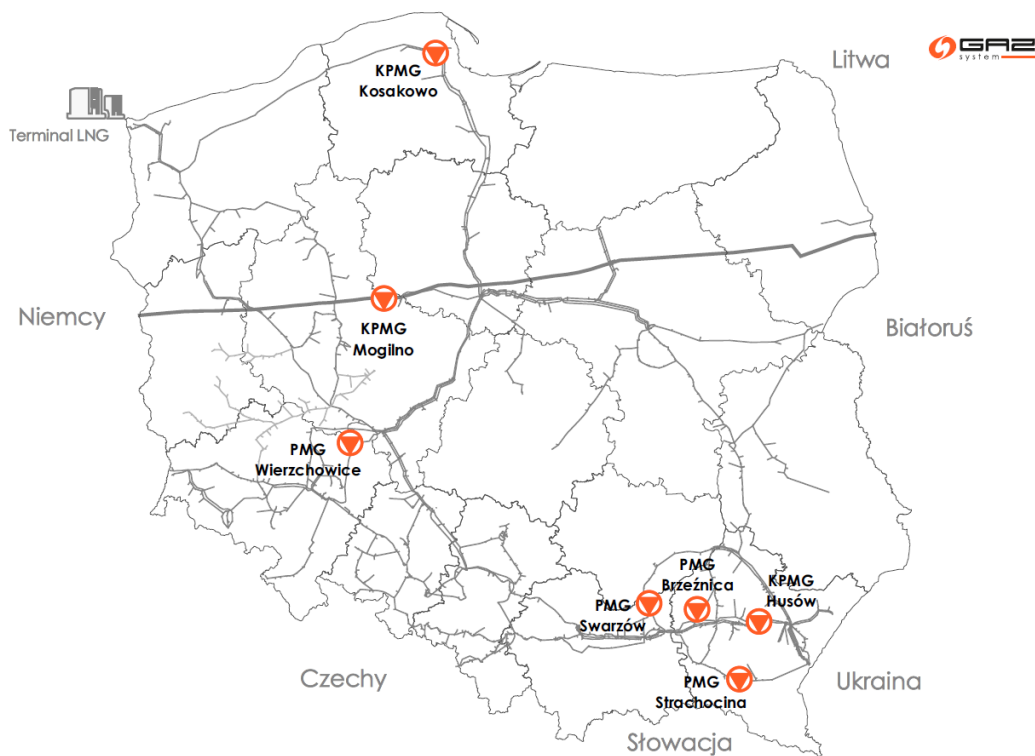 Litwa
GAZ
system
KPMG
Kosakowo
Terminal LNG
Niemcy
KPMG
Mogilno
Białoruś
PMG
Wierzchowice
PMG
Brzeźnica
KPMG
Husów
PMG
Swarzów
Czechy
PMG
Strachocina
Ukraina
Słowacja